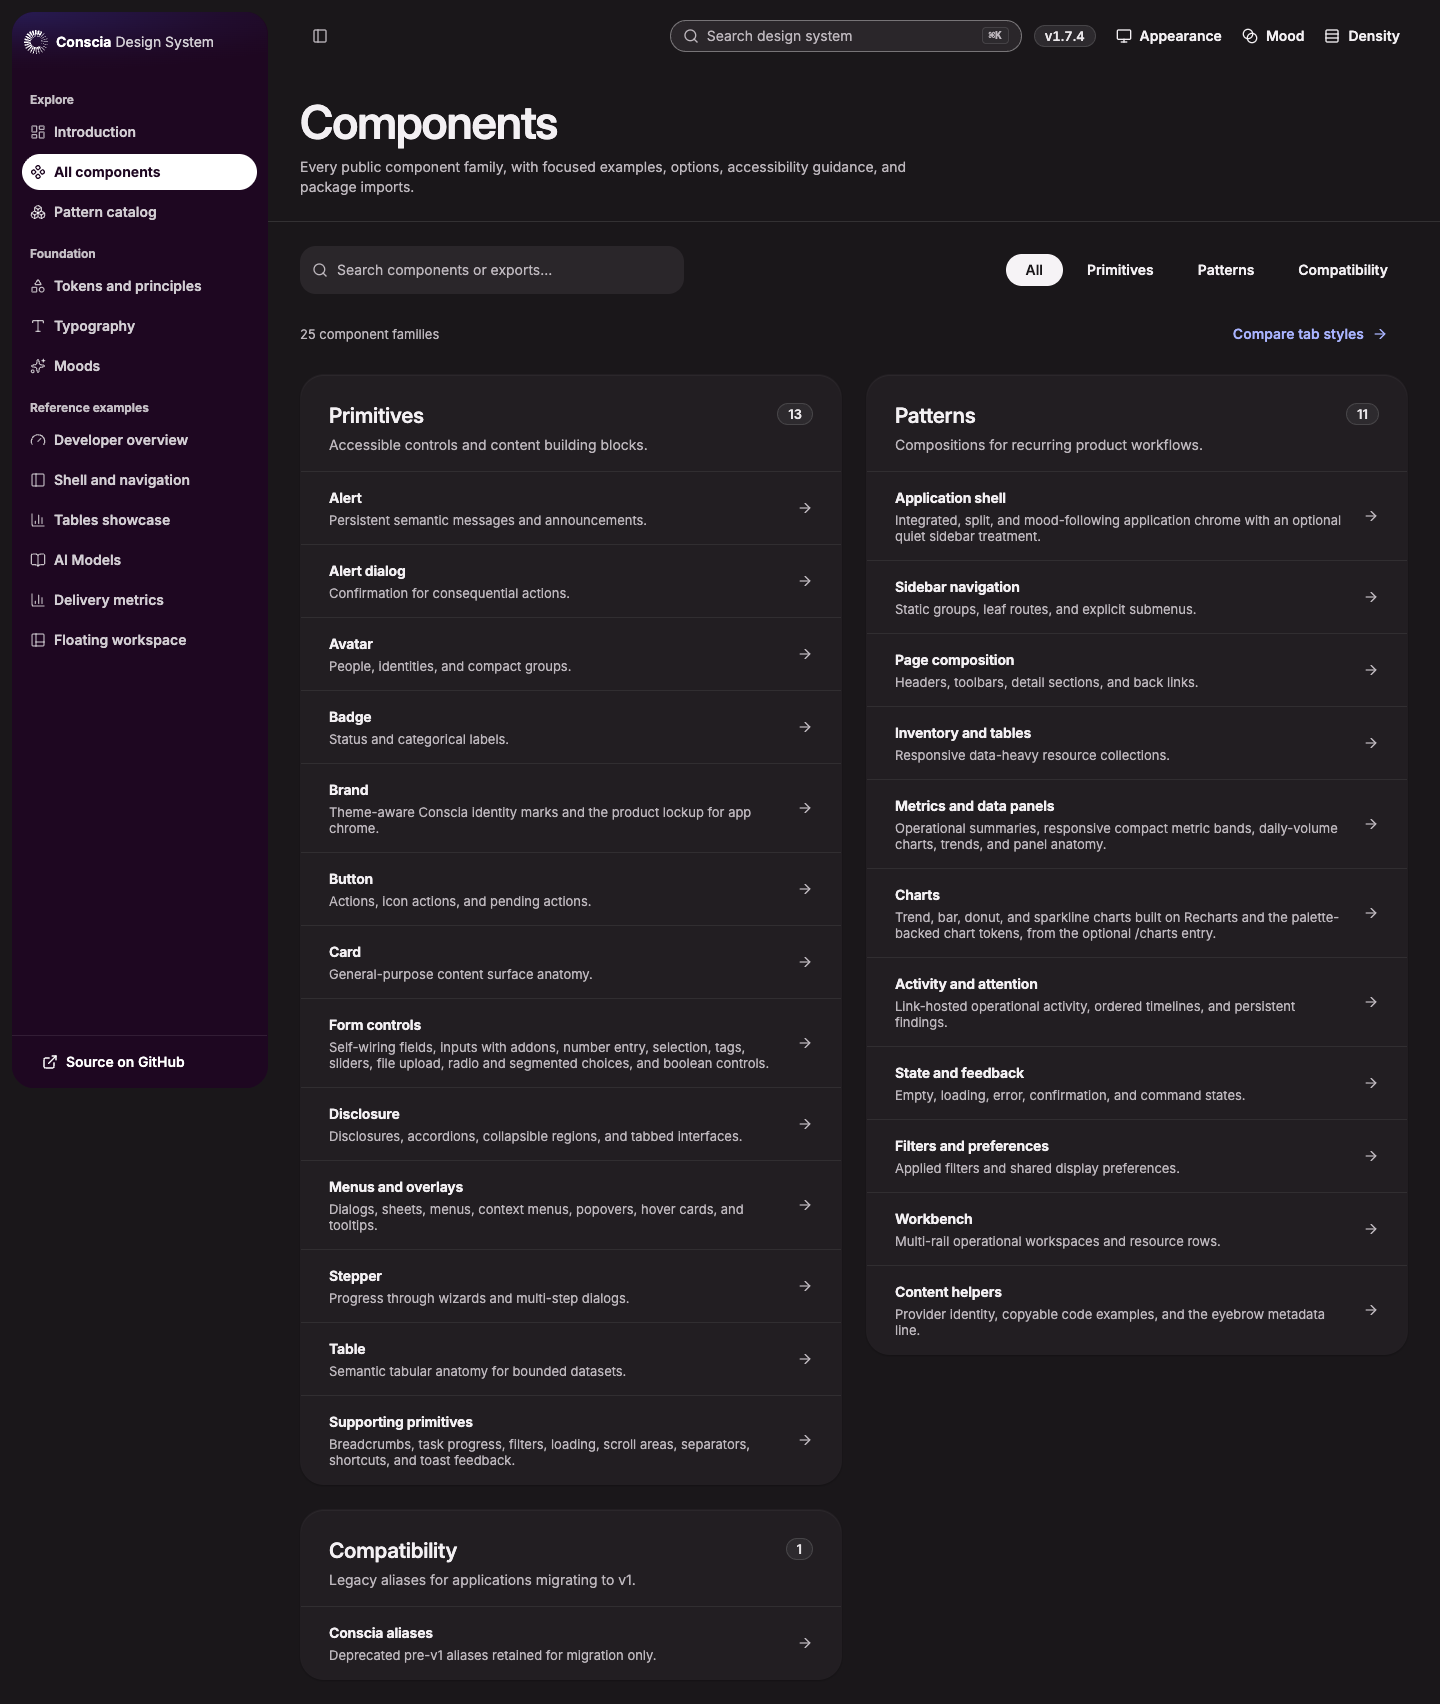 Conscia Design System
Explore
Introduction
All components
Pattern catalog
Foundation
Tokens and principles
Typography
Moods
Reference examples
Developer overview
Shell and navigation
Tables showcase
AI Models
Delivery metrics
Floating workspace
Source on GitHub
Search design system
⌘K
v1.7.4
Appearance
Mood
Density
Components
Every public component family, with focused examples, options, accessibility guidance, and
package imports.
Search components or exports...
All
Primitives
Patterns
Compatibility
25 component families
Compare tab styles
Primitives
13
Accessible controls and content building blocks.
Alert
Persistent semantic messages and announcements.
Alert dialog
Confirmation for consequential actions.
Avatar
People, identities, and compact groups.
Badge
Status and categorical labels.
Brand
Theme-aware Conscia identity marks and the product lockup for app
chrome.
Button
Actions, icon actions, and pending actions.
Card
General-purpose content surface anatomy.
Form controls
Self-wiring fields, inputs with addons, number entry, selection, tags,
sliders, file upload, radio and segmented choices, and boolean controls.
Disclosure
Disclosures, accordions, collapsible regions, and tabbed interfaces.
Menus and overlays
Dialogs, sheets, menus, context menus, popovers, hover cards, and
tooltips.
Stepper
Progress through wizards and multi-step dialogs.
Table
Semantic tabular anatomy for bounded datasets.
Supporting primitives
Breadcrumbs, task progress, filters, loading, scroll areas, separators,
shortcuts, and toast feedback.
Patterns
11
Compositions for recurring product workflows.
Application shell
Integrated, split, and mood-following application chrome with an optional
quiet sidebar treatment.
Sidebar navigation
Static groups, leaf routes, and explicit submenus.
Page composition
Headers, toolbars, detail sections, and back links.
Inventory and tables
Responsive data-heavy resource collections.
Metrics and data panels
Operational summaries, responsive compact metric bands, daily-volume
charts, trends, and panel anatomy.
Charts
Trend, bar, donut, and sparkline charts built on Recharts and the palette-
backed chart tokens, from the optional /charts entry.
Activity and attention
Link-hosted operational activity, ordered timelines, and persistent
findings.
State and feedback
Empty, loading, error, confirmation, and command states.
Filters and preferences
Applied filters and shared display preferences.
Workbench
Multi-rail operational workspaces and resource rows.
Content helpers
Provider identity, copyable code examples, and the eyebrow metadata
line.
Compatibility
1
Legacy aliases for applications migrating to v1.
Conscia aliases
Deprecated pre-v1 aliases retained for migration only.